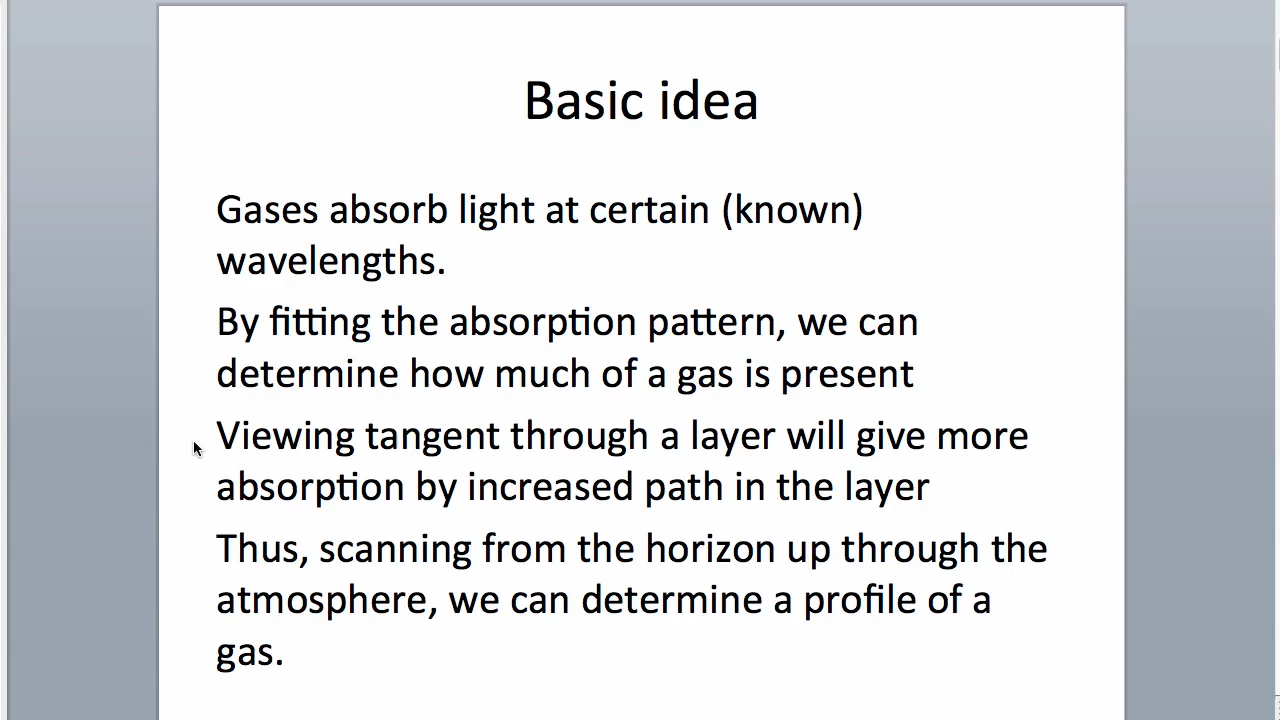 Basic idea
Gases absorb light at certain (known)
wavelengths.
By fitting the absorption pattern, we can
determine how much of a gas is present
Viewing tangent through a layer will give more
absorption by increased path in the layer
Thus, scanning from the horizon up through the
atmosphere, we can determine a profile of a
gas.